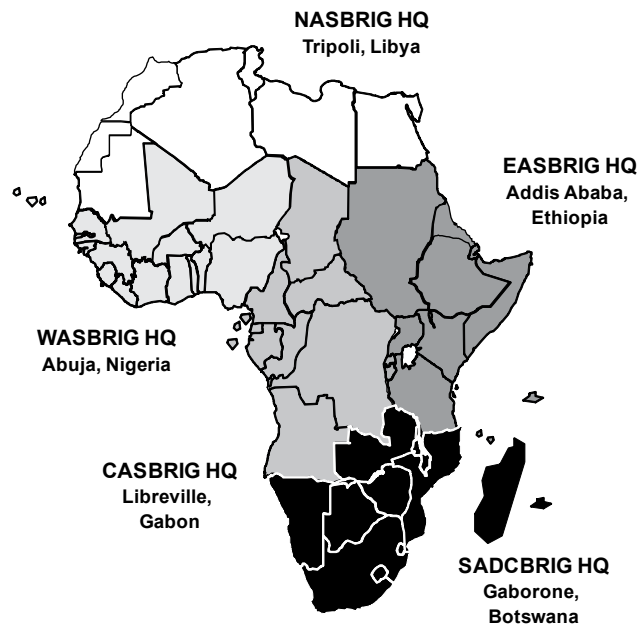 NASBRIG HQ
Tripoli, Libya
EASBRIG HQ
Addis Ababa,
Ethiopia
WASBRIG HQ
Abuja, Nigeria
CASBRIG HQ
Libreville,
Gabon
SADCBRIG HQ
Gaborone,
Botswana